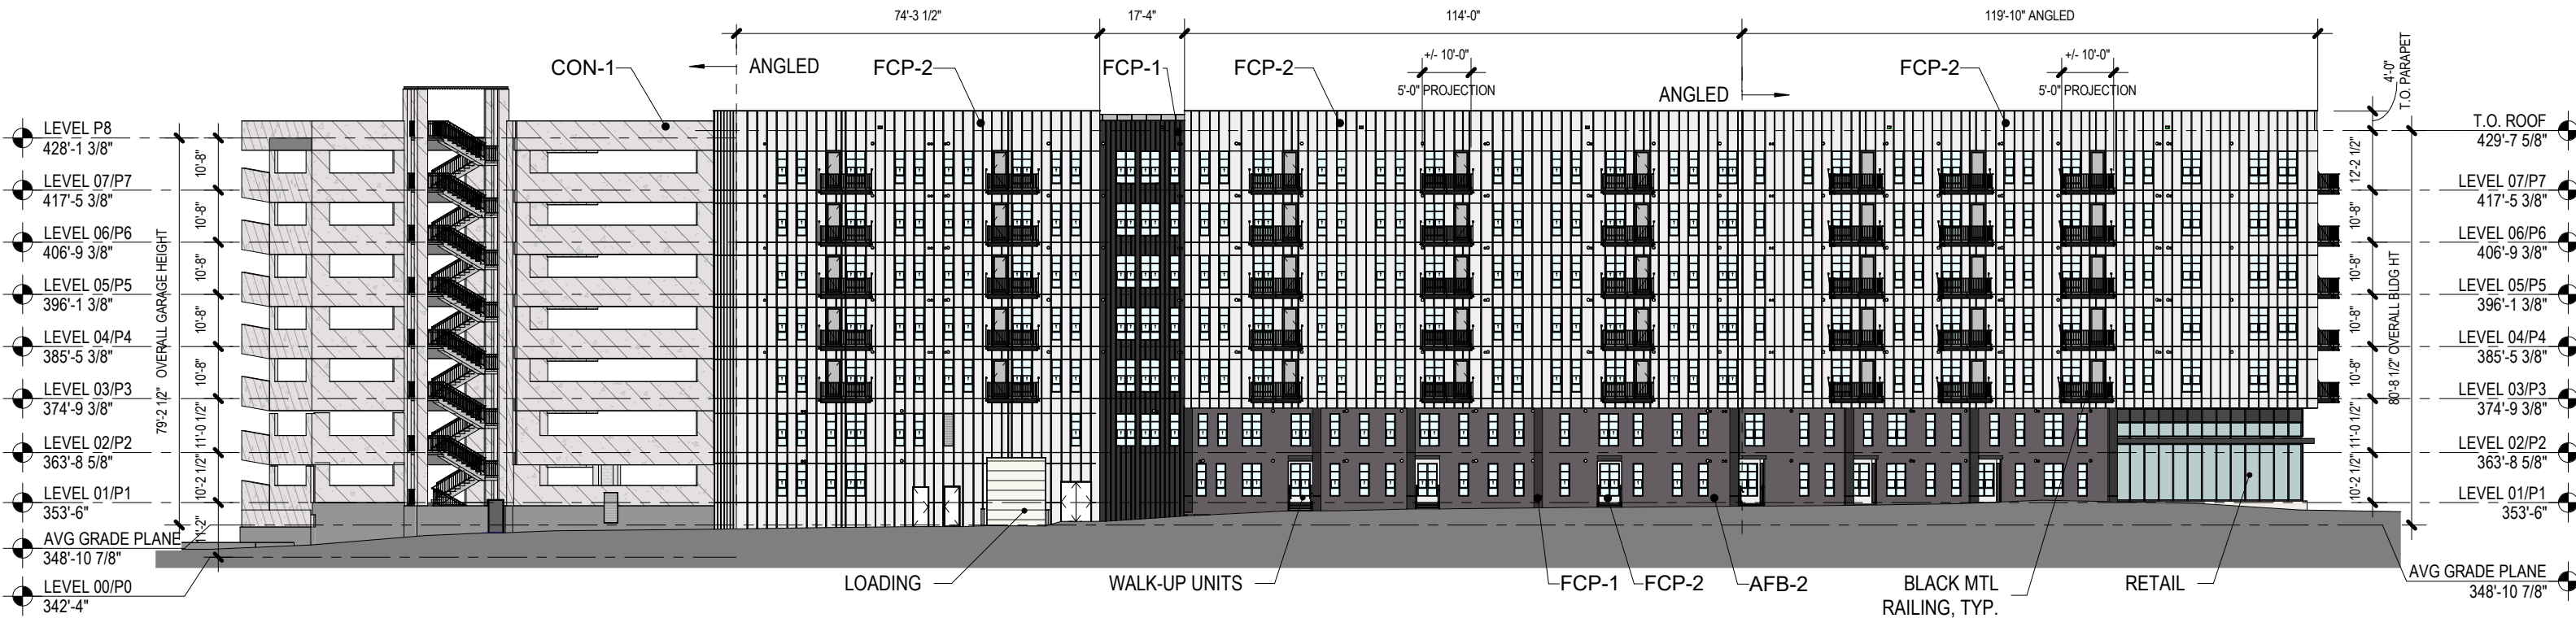 74'-3 1/2"
17'-4"
114'-0"
119'-10" ANGLED
CON-1
ANGLED
FCP-2
FCP-1
FCP-2
+/- 10'-0"
5'-0" PROJECTION
ANGLED
FCP-2
+/- 10'-0"
5'-0" PROJECTION
4'-0"
T.O. PARAPET
LEVEL P8
428'-1 3/8"
LEVEL 07/P7
417'-5 3/8"
LEVEL 06/P6
406'-9 3/8"
LEVEL 05/P5
396'-1 3/8"
LEVEL 04/P4
385'-5 3/8"
LEVEL 03/P3
374'-9 3/8"
LEVEL 02/P2
363'-8 5/8"
LEVEL 01/P1
353'-6"
AVG GRADE PLANE
348'-10 7/8"
LEVEL 00/P0
342'-4"
79'-2 1/2" OVERALL GARAGE HEIGHT
10'-8"
10'-8"
10'-8"
10'-8"
10'-8"
11'-0 1/2"
10'-2 1/2"
11'-2"
LOADING
WALK-UP UNITS
FCP-1
FCP-2
AFB-2
BLACK MTL
RAILING, TYP.
RETAIL
12'-2 1/2"
10'-8"
10'-8"
10'-8"
10'-8"
11'-0 1/2"
10'-2 1/2"
80'-8 1/2" OVERALL BLDG HT
T.O. ROOF
429'-7 5/8"
LEVEL 07/P7
417'-5 3/8"
LEVEL 06/P6
406'-9 3/8"
LEVEL 05/P5
396'-1 3/8"
LEVEL 04/P4
385'-5 3/8"
LEVEL 03/P3
374'-9 3/8"
LEVEL 02/P2
363'-8 5/8"
LEVEL 01/P1
353'-6"
AVG GRADE PLANE
348'-10 7/8"